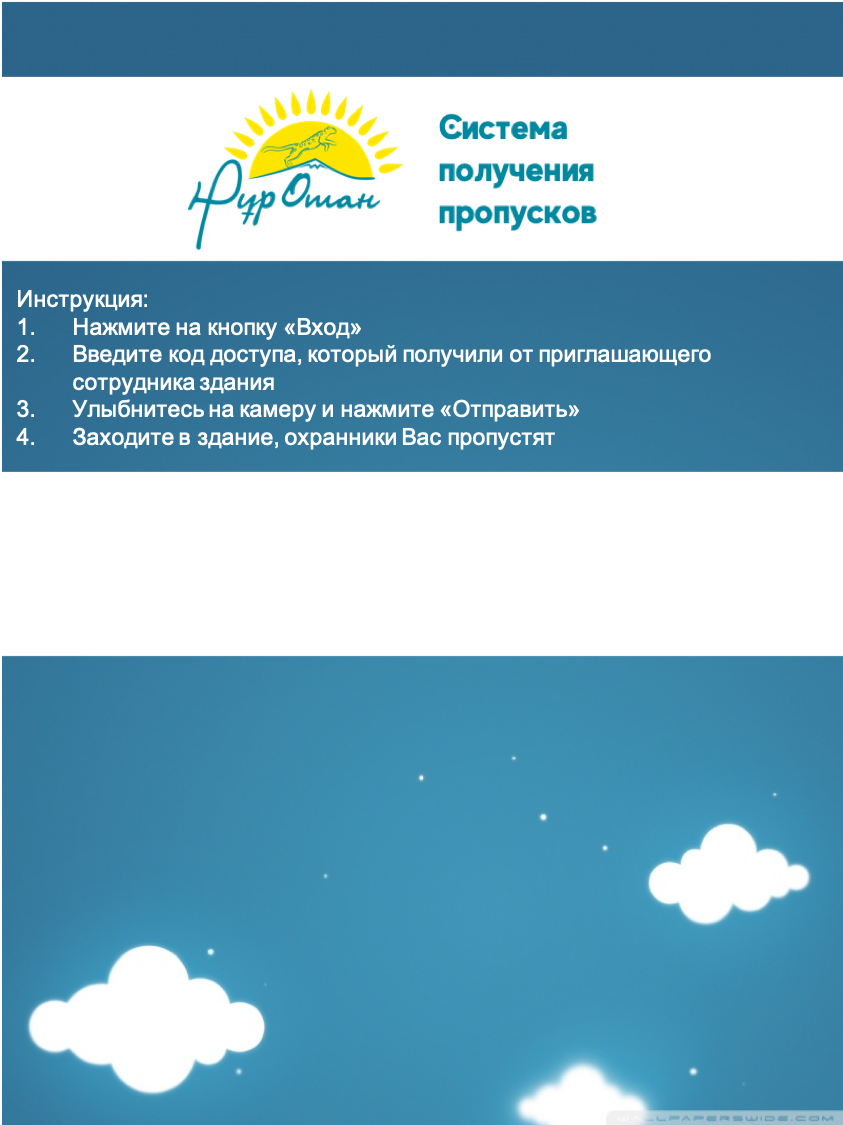 Нұр Отан
Система
получения
пропусков
Инструкция:
1. Нажмите на кнопку «Вход»
2. Введите код доступа, который получили от приглашающего
сотрудника здания
3. Улыбнитесь на камеру и нажмите «Отправить»
4. Заходите в здание, охранники Вас пропустят
WALLPAPERSWIDE.COM